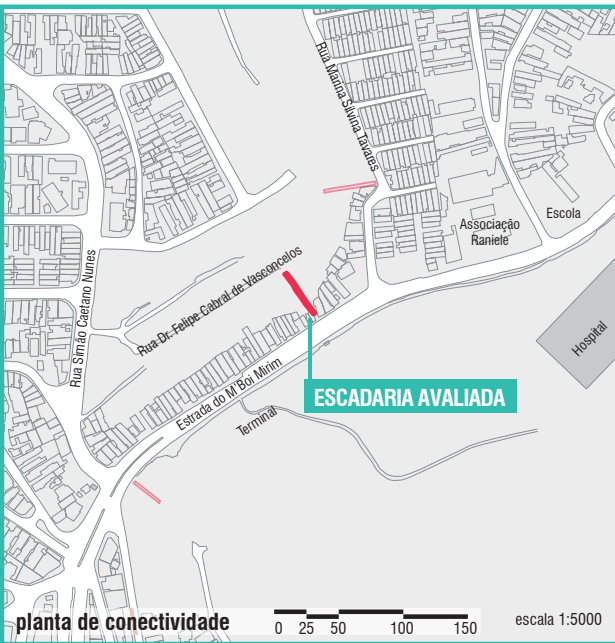 Rua Marina Silvina Tavares
Associação
Raniele
Escola
Hospital
Rua Dr. Felipe Cabral de Vasconcelos
Rua Simão Caetano Nunes
Estrada do M'Boi Mirim
Terminal
ESCADARIA AVALIADA
planta de conectividade
0 25 50 100 150
escala 1:5000